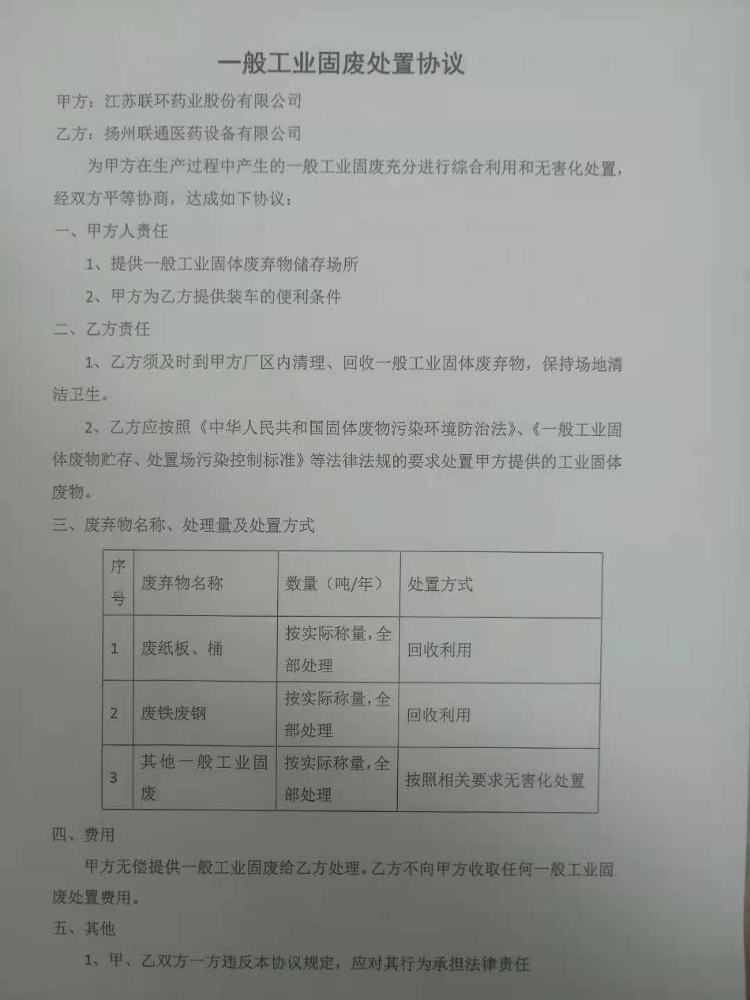 一般工业固废处置协议
甲方：江苏联环药业股份有限公司
乙方：扬州联通医药设备有限公司
为甲方在生产过程中产生的一般工业固废充分进行综合利用和无害化处置，
经双方平等协商，达成如下协议：
一、甲方人责任
1、提供一般工业固体废弃物储存场所
2、甲方为乙方提供装车的便利条件
二、乙方责任
1、乙方须及时到甲方厂区内清理、回收一般工业固体废弃物，保持场地清
洁卫生。
2、乙方应按照《中华人民共和国固体废物污染环境防治法》、《一般工业固
体废物贮存、处置场污染控制标准》等法律法规的要求处置甲方提供的工业固体
废物。
三、废弃物名称、处理量及处置方式
序
号
废弃物名称
数量（吨/年）
处置方式
1
废纸板、桶
按实际称量，全
部处理
回收利用
2
废铁废钢
按实际称量，全
部处理
回收利用
3
其他一般工业固
废
按实际称量，全
部处理
按照相关要求无害化处置
四、费用
甲方无偿提供一般工业固废给乙方处理。乙方不向甲方收取任何一般工业固
废处置费用。
五、其他
1、甲、乙双方一方违反本协议规定，应对其行为承担法律责任